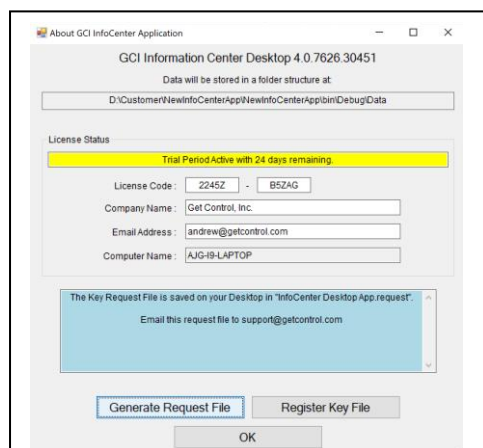 About GCI InfoCenter Application
GCI Information Center Desktop 4.0.7626.30451
Data will be stored in a folder structure at:
D:\Customer\NewInfoCenterApp\NewInfoCenterApp\bin\Debug\Data
License Status
Trial Period Active with 24 days remaining.
License Code : 2245Z - B5ZAG
Company Name : Get Control, Inc.
Email Address : andrew@getcontrol.com
Computer Name : AJG-I9-LAPTOP
The Key Request File is saved on your Desktop in "InfoCenter Desktop App.request".
Email this request file to support@getcontrol.com
Generate Request File Register Key File
OK